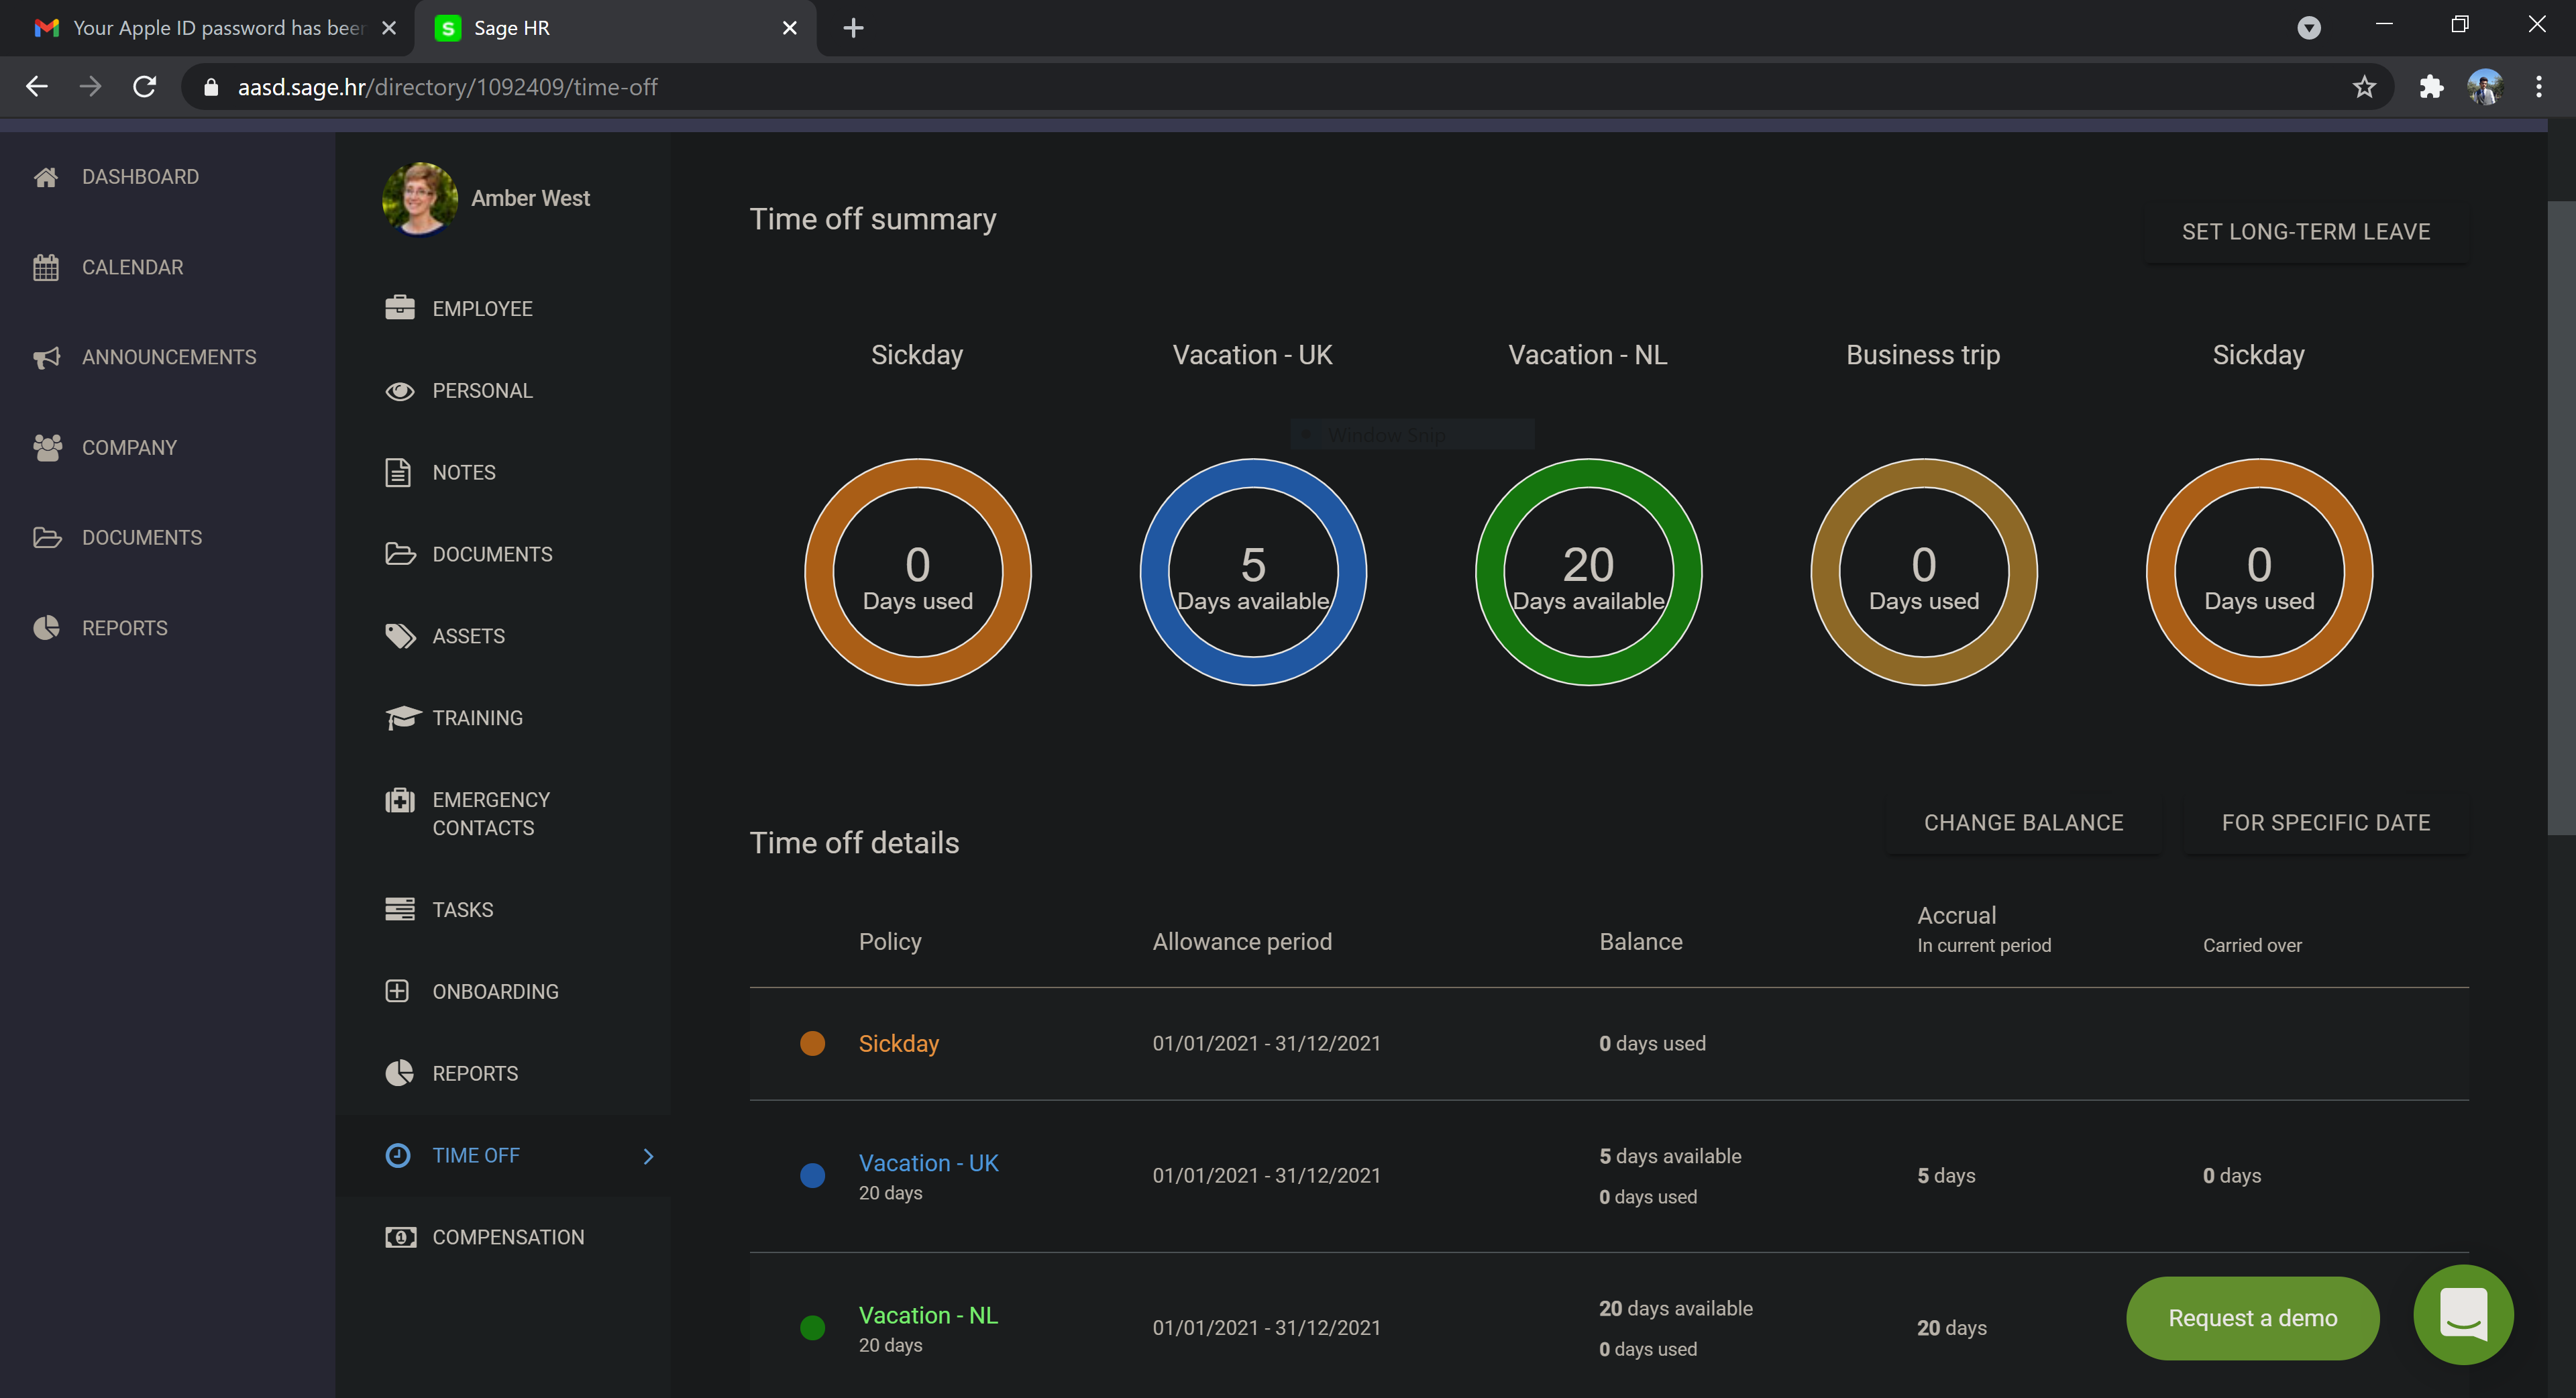 Your Apple ID password has been
Sage HR
aasd.sage.hr/directory/1092409/time-off
DASHBOARD
CALENDAR
ANNOUNCEMENTS
COMPANY
DOCUMENTS
REPORTS
Amber West
EMPLOYEE
PERSONAL
NOTES
DOCUMENTS
ASSETS
TRAINING
EMERGENCY
CONTACTS
TASKS
ONBOARDING
REPORTS
TIME OFF
COMPENSATION
Time off summary
SET LONG-TERM LEAVE
Sickday Vacation - UK Vacation - NL Business trip Sickday
Window Snip
0 5 20 0 0
Days used Days available Days available Days used Days used
Time off details
CHANGE BALANCE FOR SPECIFIC DATE
Policy Allowance period Balance Accrual
In current period Carried over
Sickday 01/01/2021 - 31/12/2021 0 days used
Vacation - UK 01/01/2021 - 31/12/2021 5 days available 5 days 0 days
20 days 0 days used
Vacation - NL 01/01/2021 - 31/12/2021 20 days available 20 days
20 days 0 days used
Request a demo